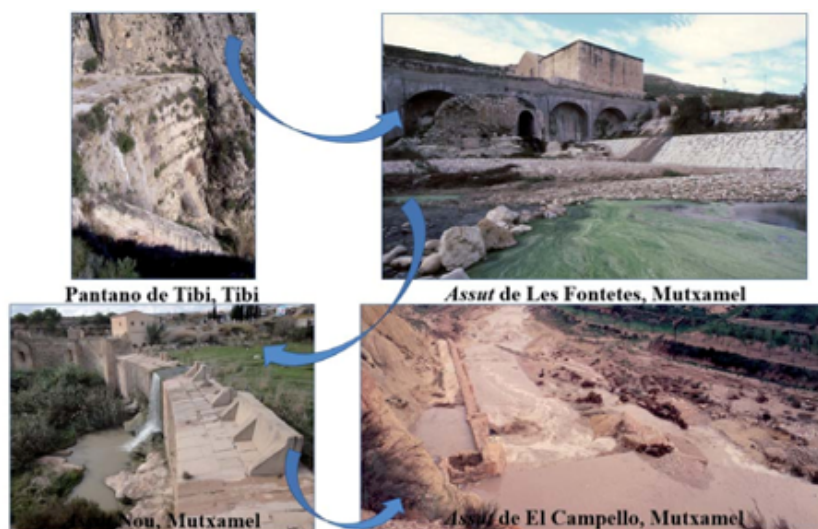 Pantano de Tibi, Tibi
Assut de Les Fontetes, Mutxamel
Nou, Mutxamel
Assut de El Campello, Mutxamel